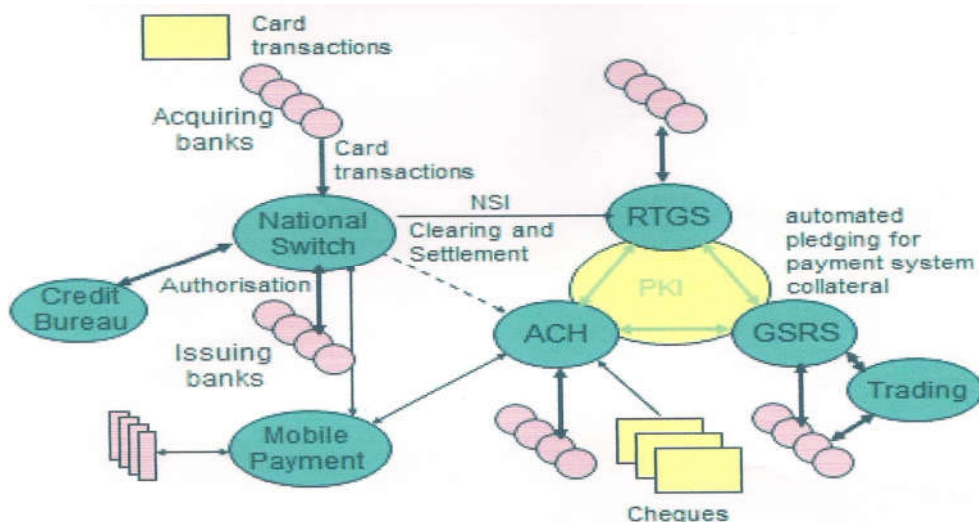 Card
transactions
Acquiring
banks
Card
transactions
National
Switch
NSI
Clearing and
Settlement
RTGS
automated
pledging for
payment system
collateral
PKI
Credit
Bureau
Authorisation
Issuing
banks
ACH
GSRS
Trading
Mobile
Payment
Cheques